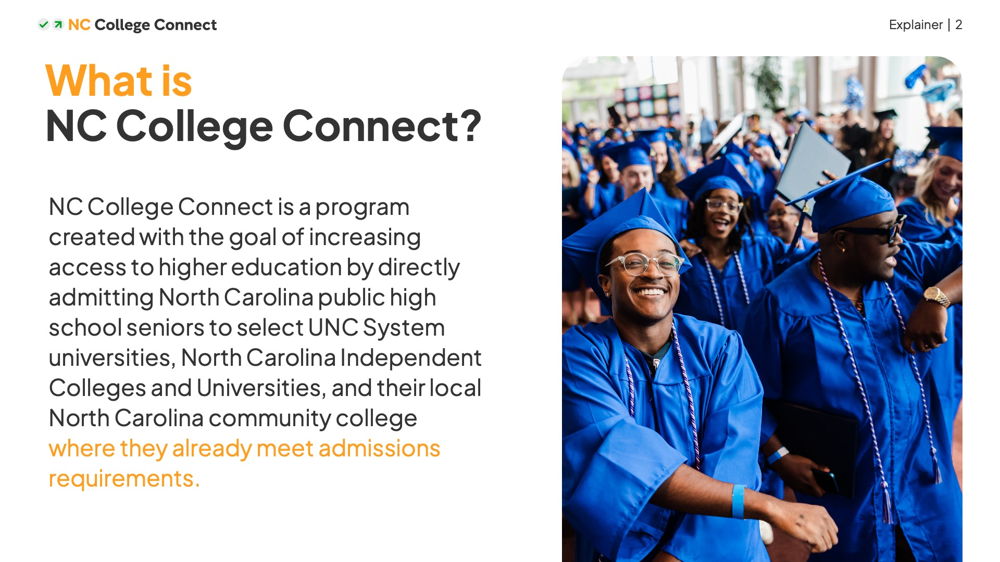 NC College Connect
Explainer | 2
What is
NC College Connect?
NC College Connect is a program
created with the goal of increasing
access to higher education by directly
admitting North Carolina public high
school seniors to select UNC System
universities, North Carolina Independent
Colleges and Universities, and their local
North Carolina community college
where they already meet admissions
requirements.